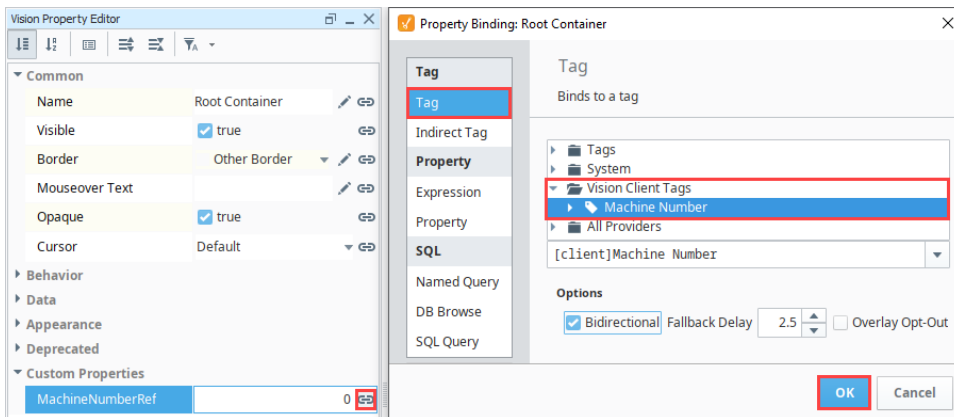 Vision Property Editor
Common
Name Root Container
Visible true
Border Other Border
Mouseover Text
Opaque true
Cursor Default
Behavior
Data
Appearance
Deprecated
Custom Properties
MachineNumberRef 0
Property Binding: Root Container
Tag
Tag
Indirect Tag
Property
Expression
Property
SQL
Named Query
DB Browse
SQL Query
Tag
Binds to a tag
Tags
System
Vision Client Tags
Machine Number
All Providers
[client]Machine Number
Options
Bidirectional Fallback Delay 2.5 Overlay Opt-Out
OK Cancel